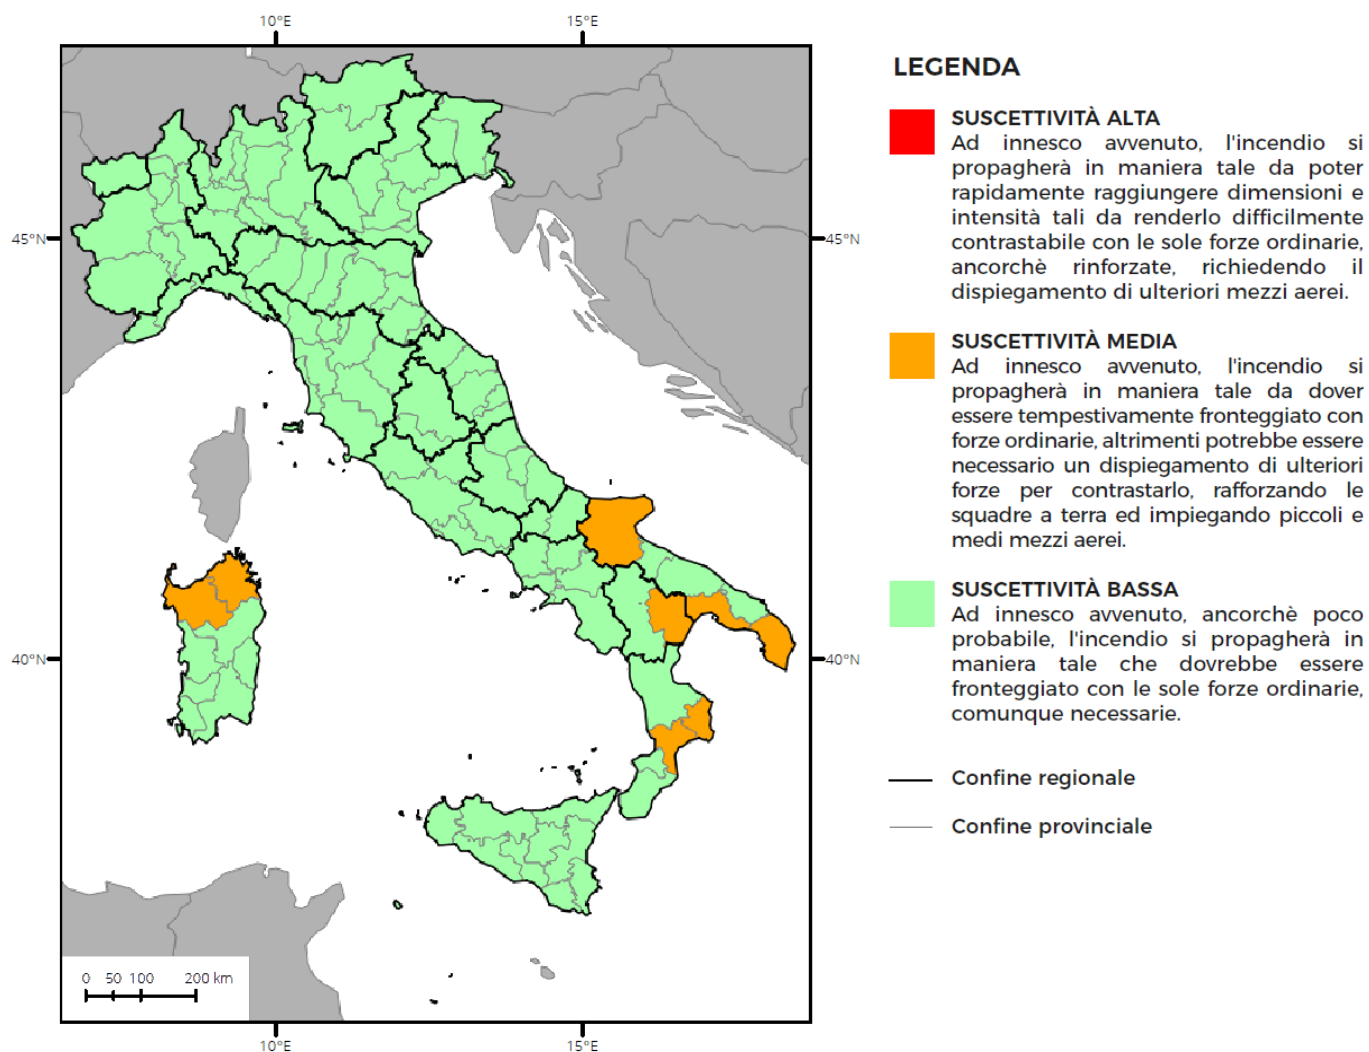 10°E 15°E
45°N 45°N
40°N 40°N
0 50 100 200 km
10°E 15°E
LEGENDA
SUSCETTIVITÀ ALTA
Ad innesco avvenuto, l'incendio si
propagherà in maniera tale da poter
rapidamente raggiungere dimensioni e
intensità tali da renderlo difficilmente
contrastabile con le sole forze ordinarie,
ancorchè rinforzate, richiedendo il
dispiegamento di ulteriori mezzi aerei.
SUSCETTIVITÀ MEDIA
Ad innesco avvenuto, l'incendio si
propagherà in maniera tale da dover
essere tempestivamente fronteggiato con
forze ordinarie, altrimenti potrebbe essere
necessario un dispiegamento di ulteriori
forze per contrastarlo, rafforzando le
squadre a terra ed impiegando piccoli e
medi mezzi aerei.
SUSCETTIVITÀ BASSA
Ad innesco avvenuto, ancorchè poco
probabile, l'incendio si propagherà in
maniera tale che dovrebbe essere
fronteggiato con le sole forze ordinarie,
comunque necessarie.
Confine regionale
Confine provinciale